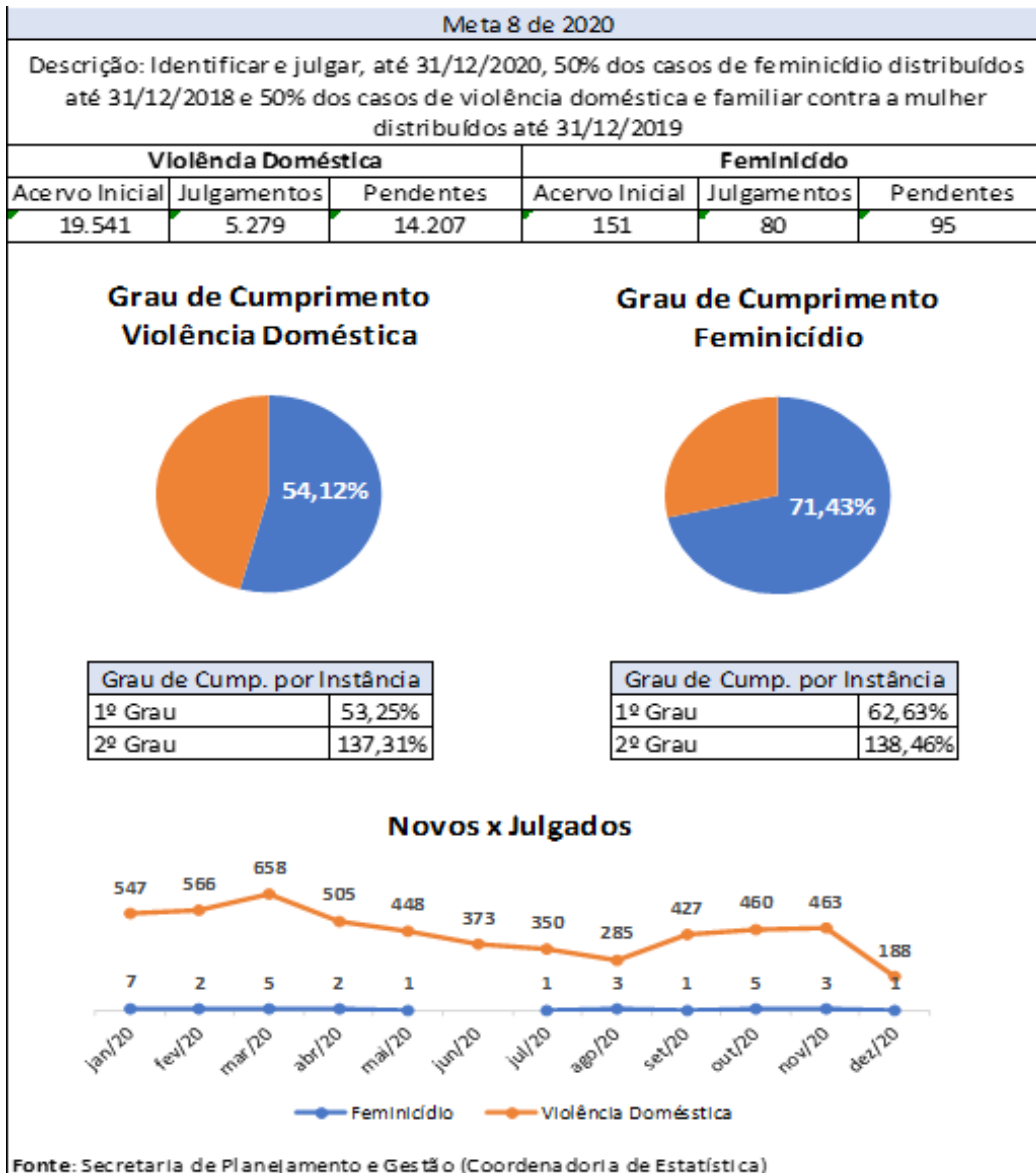 Meta 8 de 2020
Descrição: Identificar e julgar, até 31/12/2020, 50% dos casos de feminicídio distribuídos
até 31/12/2018 e 50% dos casos de violência doméstica e familiar contra a mulher
distribuídos até 31/12/2019
Violência Doméstica Feminicído
Acervo Inicial Julgamentos Pendentes Acervo Inicial Julgamentos Pendentes
19.541 5.279 14.207 151 80 95
Grau de Cumprimento
Violência Doméstica
Grau de Cumprimento
Feminicídio
54,12%
71,43%
Grau de Cump. por Instância
1º Grau 53,25%
2º Grau 137,31%
Grau de Cump. por Instância
1º Grau 62,63%
2º Grau 138,46%
Novos x Julgados
547 566 658 505 448 373 350 285 427 460 463 188
7 2 5 2 1 1 3 1 5 3 1
jan/20 fev/20 mar/20 abr/20 mai/20 jun/20 jul/20 ago/20 set/20 out/20 nov/20 dez/20
Feminicídio Violência Domésstica
Fonte: Secretaria de Planejamento e Gestão (Coordenadoria de Estatística)